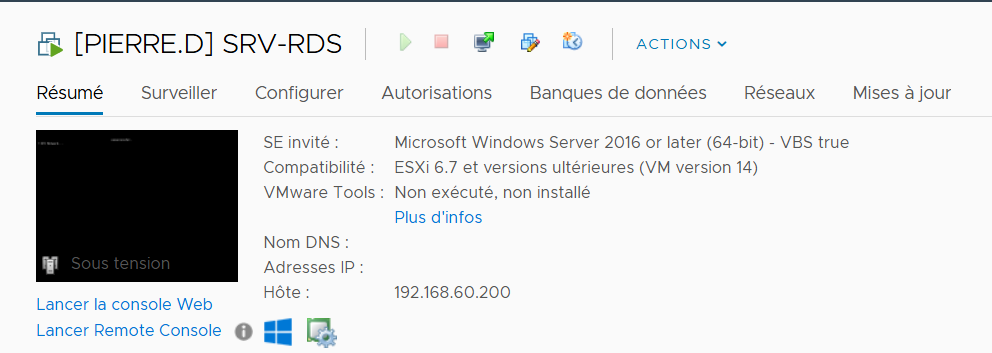 [PIERRE.D] SRV-RDS
ACTIONS
Résumé Surveiller Configurer Autorisations Banques de données Réseaux Mises à jour
SE invité : Microsoft Windows Server 2016 or later (64-bit) - VBS true
Compatibilité : ESXi 6.7 et versions ultérieures (VM version 14)
VMware Tools : Non exécuté, non installé
Plus d'infos
Nom DNS :
Adresses IP :
Hôte : 192.168.60.200
Sous tension
Lancer la console Web
Lancer Remote Console